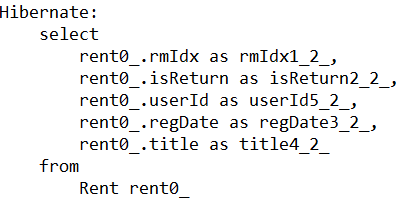 Hibernate:
    select
        rent0_.rmIdx as rmIdx1_2_,
        rent0_.isReturn as isReturn2_2_,
        rent0_.userId as userId5_2_,
        rent0_.regDate as regDate3_2_,
        rent0_.title as title4_2_
    from
        Rent rent0_